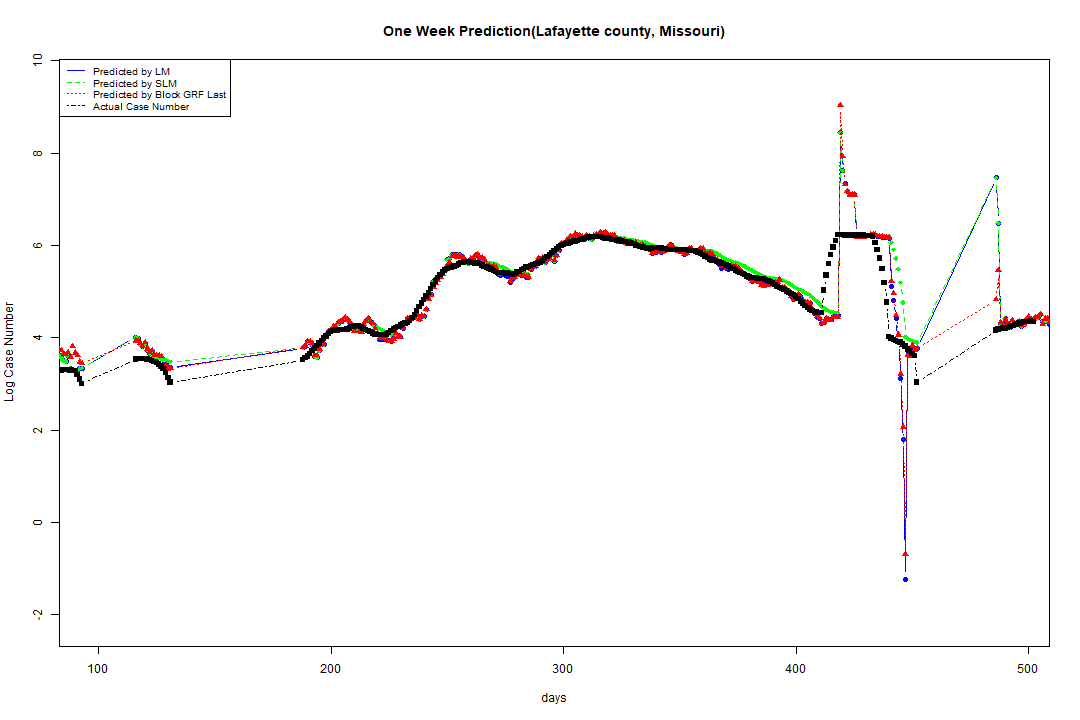 One Week Prediction(Lafayette county, Missouri)
Predicted by LM
Predicted by SLM
Predicted by Block GRF Last
Actual Case Number
10
8
6
4
2
0
-2
Log Case Number
100 200 300 400 500
days